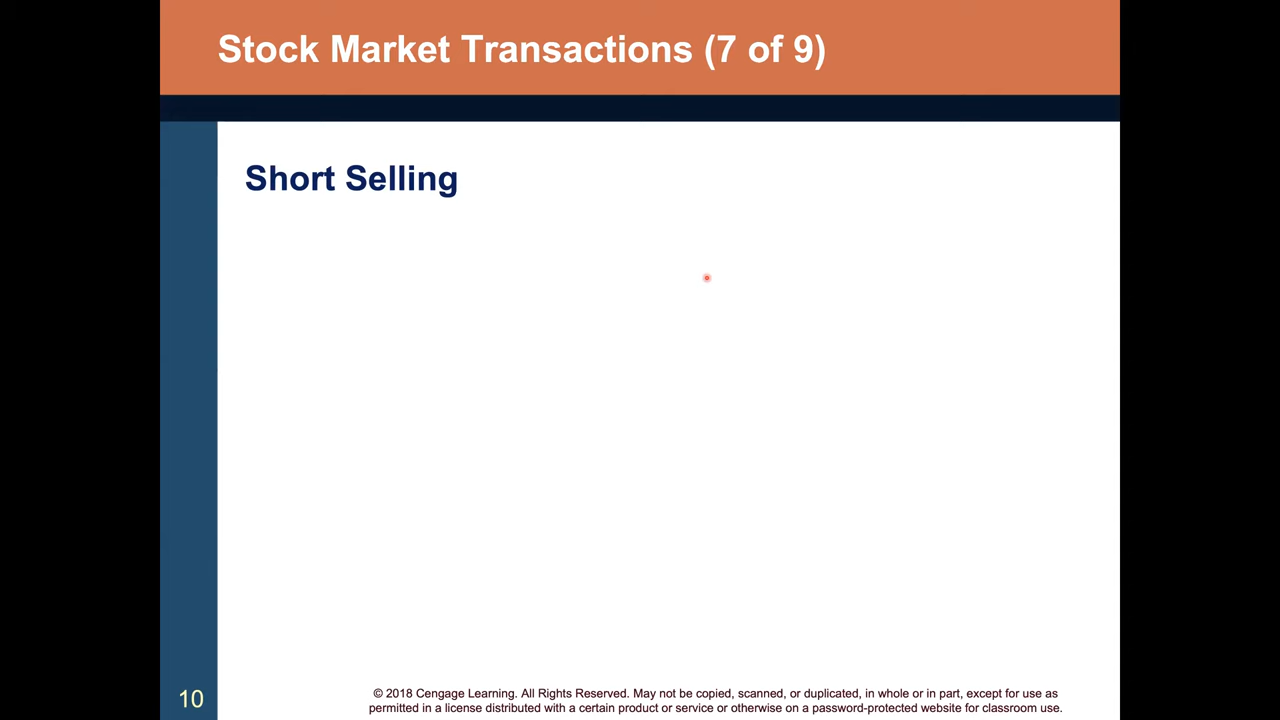 Stock Market Transactions (7 of 9)
Short Selling
10
© 2018 Cengage Learning. All Rights Reserved. May not be copied, scanned, or duplicated, in whole or in part, except for use as
permitted in a license distributed with a certain product or service or otherwise on a password-protected website for classroom use.